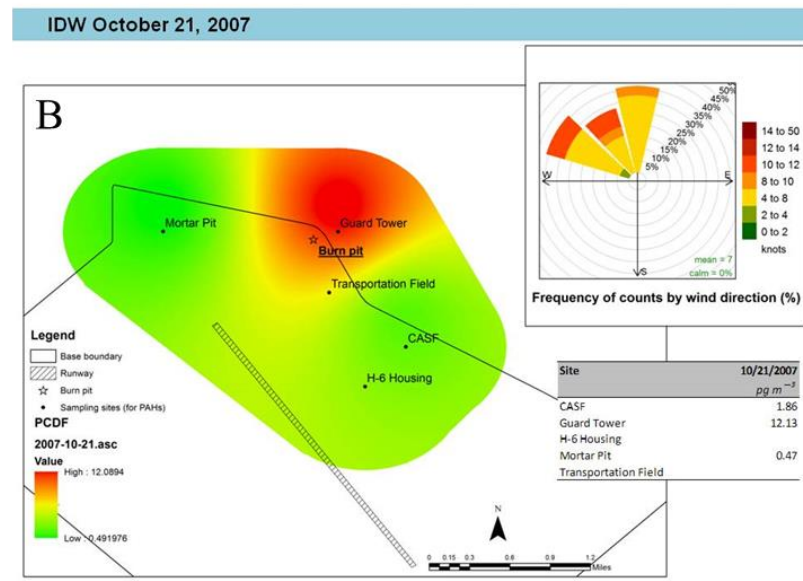 IDW October 21, 2007
B
Mortar Pit
Guard Tower
Burn pit
Transportation Field
CASF
H-6 Housing
Legend
Base boundary
Runway
Burn pit
Sampling sites (for PAHs)
PCDF
2007-10-21.asc
Value
High : 12.0894
Low : 0.491976
N
0 0.15 0.3 0.6 0.9 1.2
Miles
50%
45%
40%
35%
30%
25%
20%
15%
10%
5%
W
E
S
mean = 7
calm = 0%
14 to 50
12 to 14
10 to 12
8 to 10
4 to 8
2 to 4
0 to 2
knots
Frequency of counts by wind direction (%)
Site 10/21/2007
pg m⁻³
CASF 1.86
Guard Tower 12.13
H-6 Housing
Mortar Pit 0.47
Transportation Field